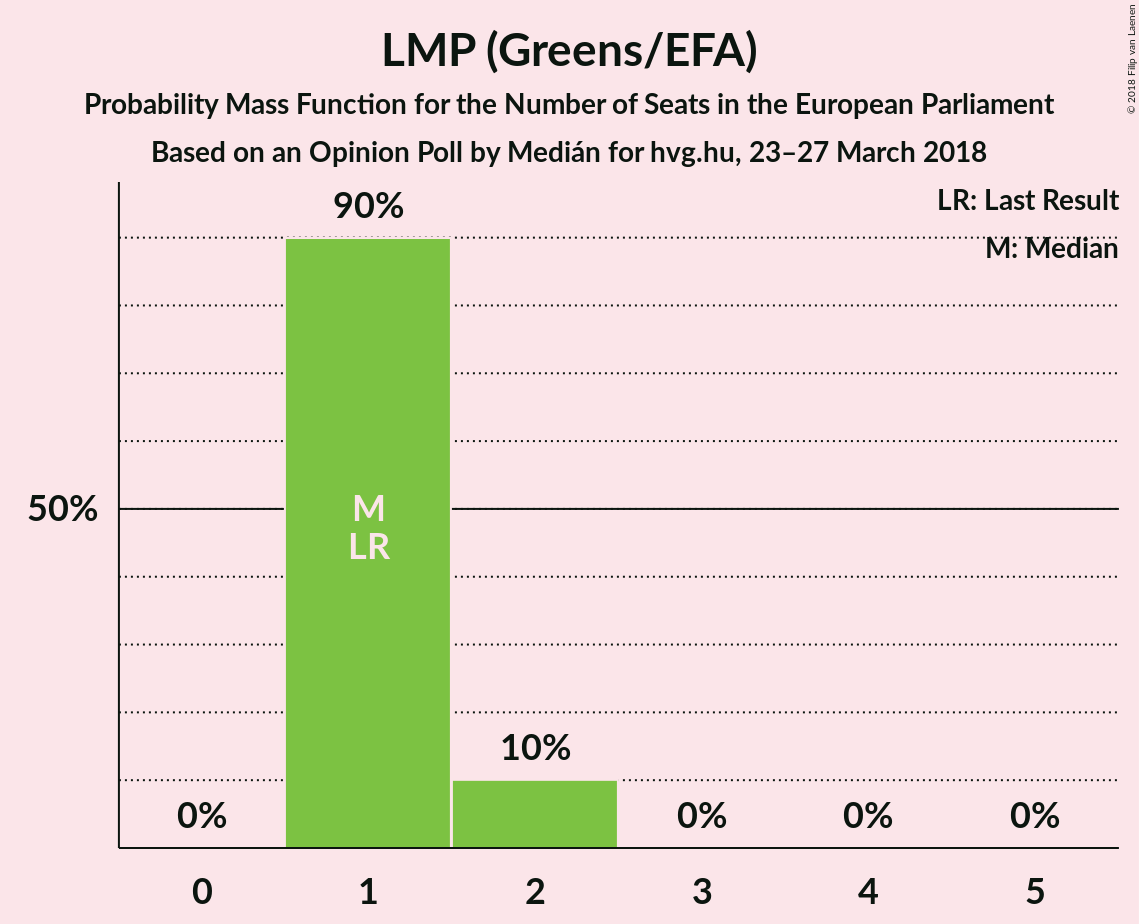 LMP (Greens/EFA)
Probability Mass Function for the Number of Seats in the European Parliament
Based on an Opinion Poll by Medián for hvg.hu, 23–27 March 2018
© 2018 Filip van Laenen
LR: Last Result
M: Median
90%
50%
M
LR
10%
0%
0%
0%
0%
0 1 2 3 4 5